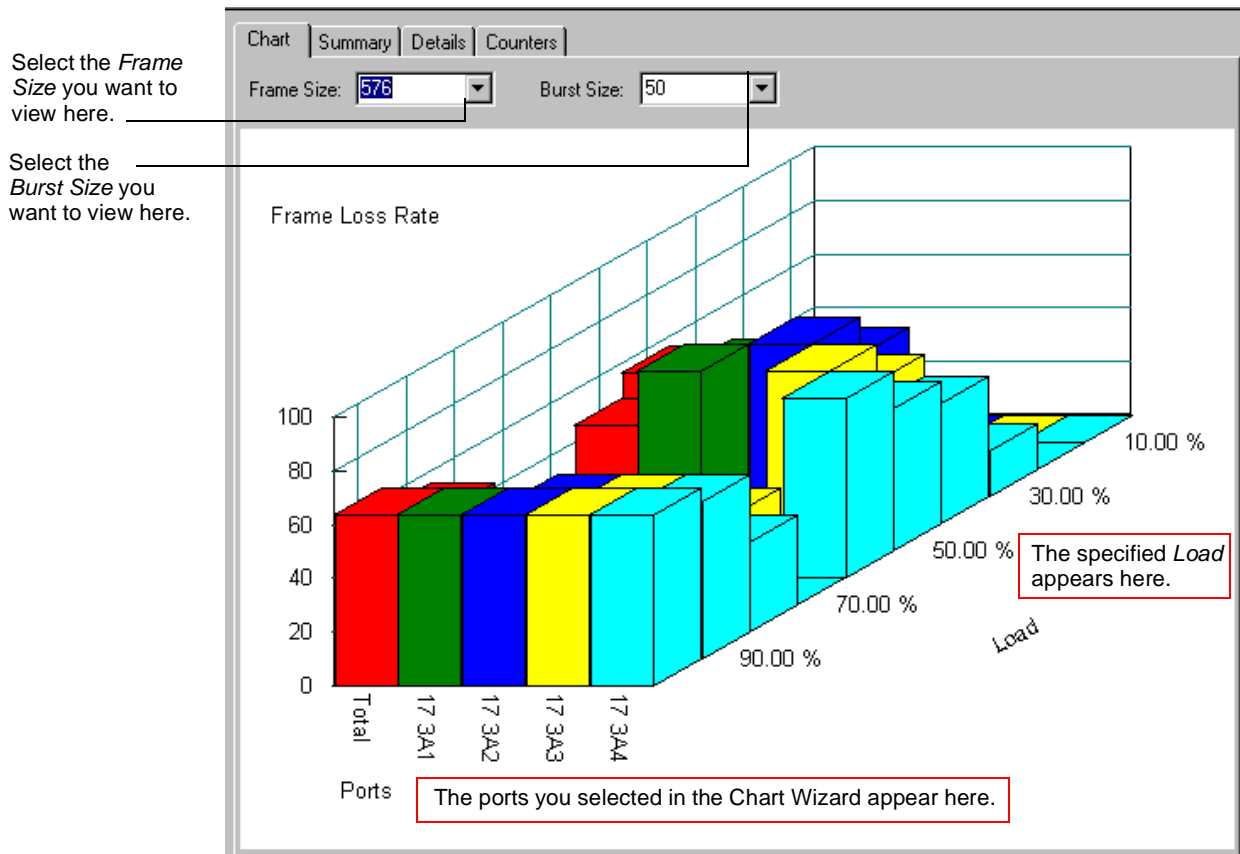 Chart
Summary
Details
Counters
Select the Frame
Size you want to
view here.
Frame Size: 576
Burst Size: 50
Select the
Burst Size you
want to view here.
Frame Loss Rate
100
80
60
40
20
0
10.00 %
30.00 %
50.00 %
70.00 %
90.00 %
The specified Load
appears here.
Load
Total
17 3A1
17 3A2
17 3A3
17 3A4
Ports
The ports you selected in the Chart Wizard appear here.